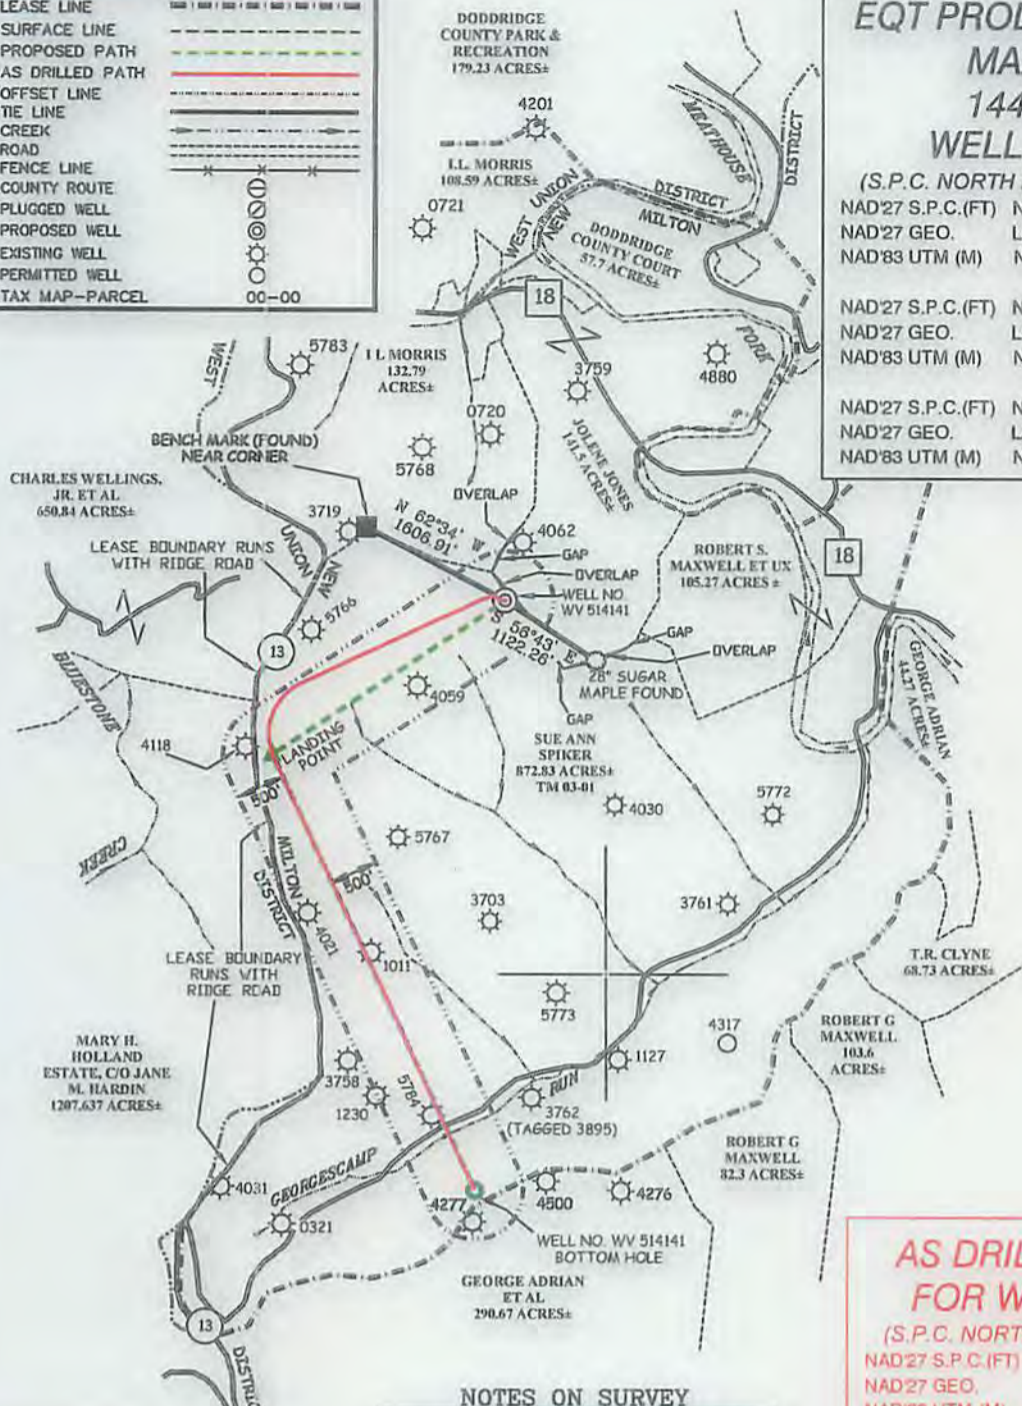 LEASE LINE
SURFACE LINE
PROPOSED PATH
AS DRILLED PATH
OFFSET LINE
TIE LINE
CREEK
ROAD
FENCE LINE
COUNTY ROUTE
PLUGGED WELL
PROPOSED WELL
EXISTING WELL
PERMITTED WELL
TAX MAP-PARCEL 00-00
DODDRIDGE
COUNTY PARK &
RECREATION
179.23 ACRES±
4201
I.L. MORRIS
108.59 ACRES±
0721
WEST UNION
NEW
DISTRICT
MILTON
MEATHOUSE
DISTRICT
DODDRIDGE
COUNTY COURT
57.7 ACRES±
18
FORK
EQT PROD
MA
144
WELL
(S.P.C. NORTH
NAD'27 S.P.C.(FT) N
NAD'27 GEO. L
NAD'83 UTM (M) N
NAD'27 S.P.C.(FT) N
NAD'27 GEO. L
NAD'83 UTM (M) N
NAD'27 S.P.C.(FT) N
NAD'27 GEO. L
NAD'83 UTM (M) N
5783
WEST
I L MORRIS
132.79
ACRES±
3759
4880
0720
5768
BENCH MARK (FOUND)
NEAR CORNER
JOLENE JONES
141.5 ACRES±
CHARLES WELLINGS,
JR. ET AL
650.84 ACRES±
OVERLAP
3719
N 62°34' W
1606.91'
4062
LEASE BOUNDARY RUNS
WITH RIDGE ROAD
UNION
NEW
GAP
OVERLAP
WELL NO.
WV 514141
ROBERT S.
MAXWELL ET UX
105.27 ACRES ±
18
5766
S 56°43' E
1122.26'
GAP
OVERLAP
13
28" SUGAR
MAPLE FOUND
GAP
GEORGE ADRIAN
44.27 ACRES±
BLUESTONE
4059
4118
LANDING
POINT
SUE ANN
SPIKER
872.83 ACRES±
TM 03-01
500'
4030
5772
5767
CREEK
MILTON
DISTRICT
500'
3703
3761
4021
1011
LEASE BOUNDARY
RUNS WITH
RIDGE ROAD
T.R. CLYNE
68.73 ACRES±
5773
4317
ROBERT G
MAXWELL
103.6
ACRES±
MARY H.
HOLLAND
ESTATE, C/O JANE
M. HARDIN
1207.637 ACRES±
1127
3758
1230
5784
RUN
3762
(TAGGED 3895)
ROBERT G
MAXWELL
82.3 ACRES±
GEORGESCAMP
4031
0321
4277
4500
4276
WELL NO. WV 514141
BOTTOM HOLE
GEORGE ADRIAN
ET AL
290.67 ACRES±
13
DISTRIC
AS DRIL
FOR W
(S.P.C. NORT
NAD'27 S.P.C.(FT)
NAD'27 GEO.
NOTES ON SURVEY